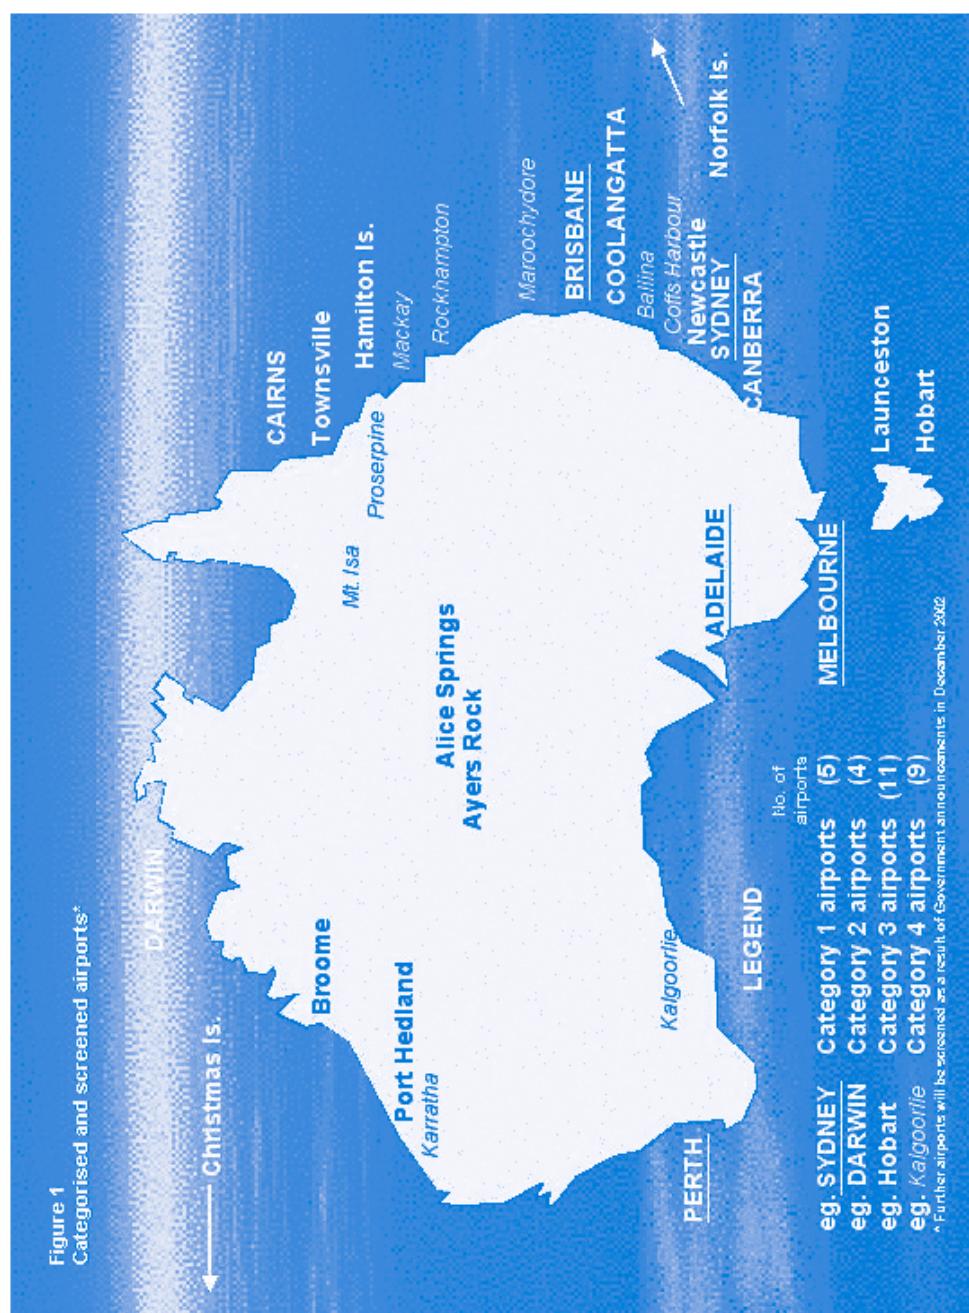 Figure 1
Categorised and screened airports*
DARWIN
Christmas Is.
CAIRNS
Broome
Townsville
Mt. Isa
Hamilton Is.
Proserpine
Port Hedland
Mackay
Karratha
Rockhampton
Alice Springs
Ayers Rock
Maroochydore
BRISBANE
COOLANGATTA
Ballina
Kalgoorlie
Coffs Harbour
Newcastle
PERTH
ADELAIDE
SYDNEY
Norfolk Is.
CANBERRA
LEGEND
No. of
airports
MELBOURNE
eg. SYDNEY Category 1 airports (5)
eg. DARWIN Category 2 airports (4)
eg. Hobart Category 3 airports (11)
eg. Kalgoorlie Category 4 airports (9)
Launceston
Hobart
^ Further airports will be screened as a result of Government announcements in December 2002